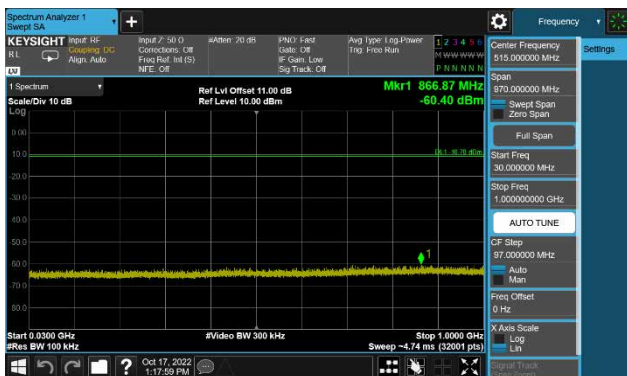 Spectrum Analyzer 1
Swept SA
Frequency
KEYSIGHT
Input: RF
Coupling: DC
Align: Auto
Input Z: 50 Ω
Corrections: Off
Freq Ref: Int (S)
NFE: Off
#Atten: 20 dB
PNO: Fast
Gate: Off
IF Gain: Low
Sig Track: Off
Avg Type: Log-Power
Trig: Free Run
1 2 3 4 5 6
M W W W W W
P N N N N N
RL
LV
1 Spectrum
Scale/Div 10 dB
Log
Ref Lvl Offset 11.00 dB
Ref Level 10.00 dBm
Mkr1 866.87 MHz
-60.40 dBm
0.00
-10.0
-20.0
-30.0
-40.0
-50.0
-60.0
-70.0
-80.0
1
Start 0.0300 GHz
#Res BW 100 kHz
#Video BW 300 kHz
Stop 1.0000 GHz
Sweep ~4.74 ms (32001 pts)
Oct 17, 2022
1:17:59 PM
Center Frequency
515.000000 MHz
Settings
Span
970.000000 MHz
Swept Span
Zero Span
Full Span
Start Freq
30.000000 MHz
Stop Freq
1.000000000 GHz
AUTO TUNE
CF Step
97.000000 MHz
Auto
Man
Freq Offset
0 Hz
X Axis Scale
Log
Lin
Signal Track